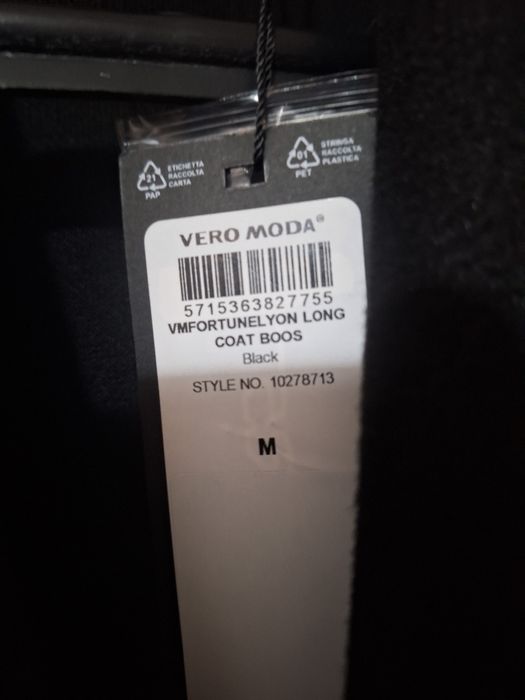 21
PAP
ETICHETTA
RACCOLTA
CARTA
01
PET
STRINGA
RACCOLTA
PLASTICA
VERO MODA®
5715363827755
VMFORTUNELYON LONG
COAT BOOS
Black
STYLE NO. 10278713
M